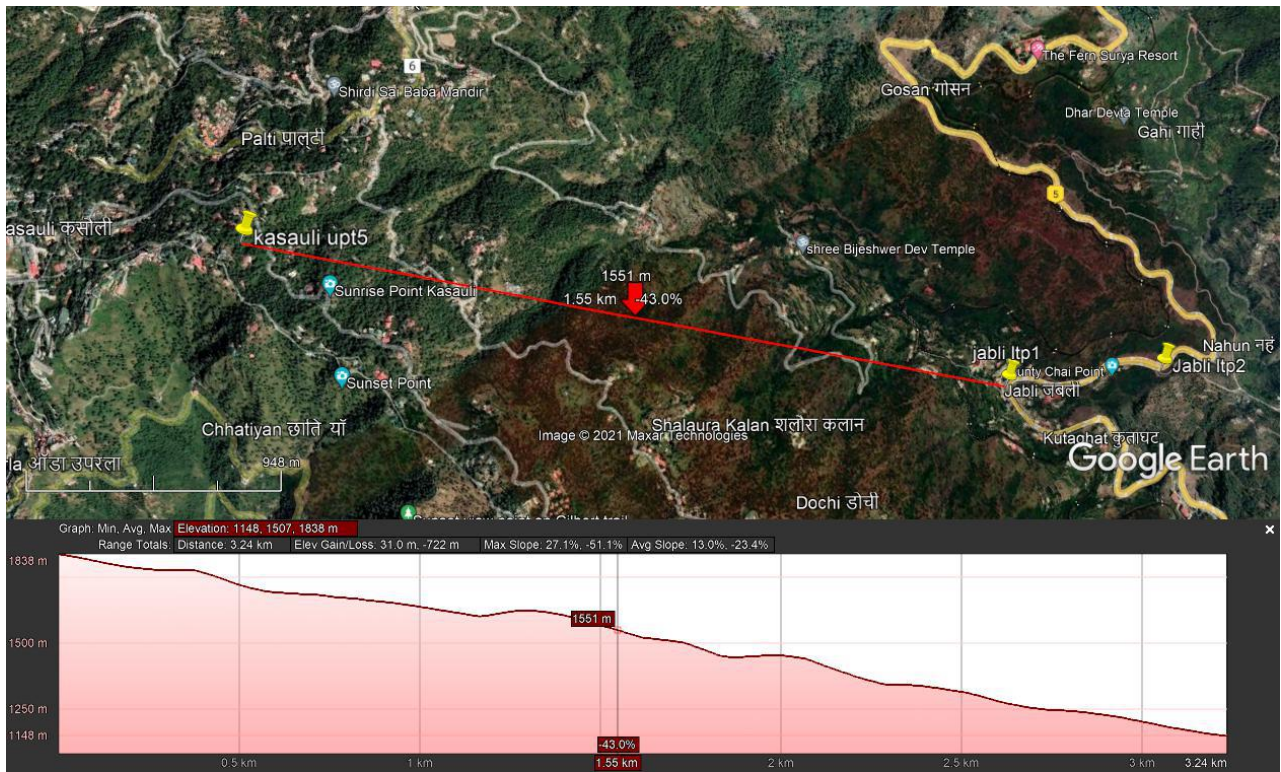 6
The Fern Surya Resort
Shirdi Sai Baba Mandir
Gosan गोसन
Dhar Devta Temple
Gahi गाही
Palti पाल्टी
5
asauli कसौली
kasauli upt5
shree Bijeshwer Dev Temple
1551 m
Sunrise Point Kasauli
1.55 km -43.0%
Nahun नहं
jabli ltp1
Jabli ltp2
unty Chai Point
Sunset Point
Jabli जबली
Chhatiyan छाति यॉ
Shalaura Kalan शलौरा कलान
Image © 2021 Maxar Technologies
Kutaghat कुताघट
Google Earth
rla आंडा उपरला
948 m
Dochi डोची
Graph: Min, Avg, Max Elevation: 1148, 1507, 1838 m
Range Totals: Distance: 3.24 km Elev Gain/Loss: 31.0 m, -722 m Max Slope: 27.1%, -51.1% Avg Slope: 13.0%, -23.4%
1838 m
1551 m
1500 m
1250 m
1148 m
-43.0%
0.5 km 1 km 1.55 km 2 km 2.5 km 3 km 3.24 km